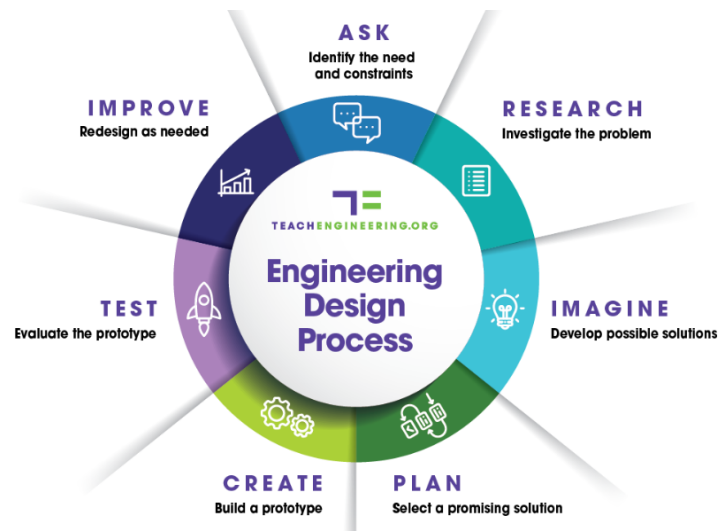 ASK
Identify the need
and constraints
RESEARCH
Investigate the problem
IMAGINE
Develop possible solutions
PLAN
Select a promising solution
CREATE
Build a prototype
TEST
Evaluate the prototype
IMPROVE
Redesign as needed
TEACHENGINEERING.ORG
Engineering
Design
Process